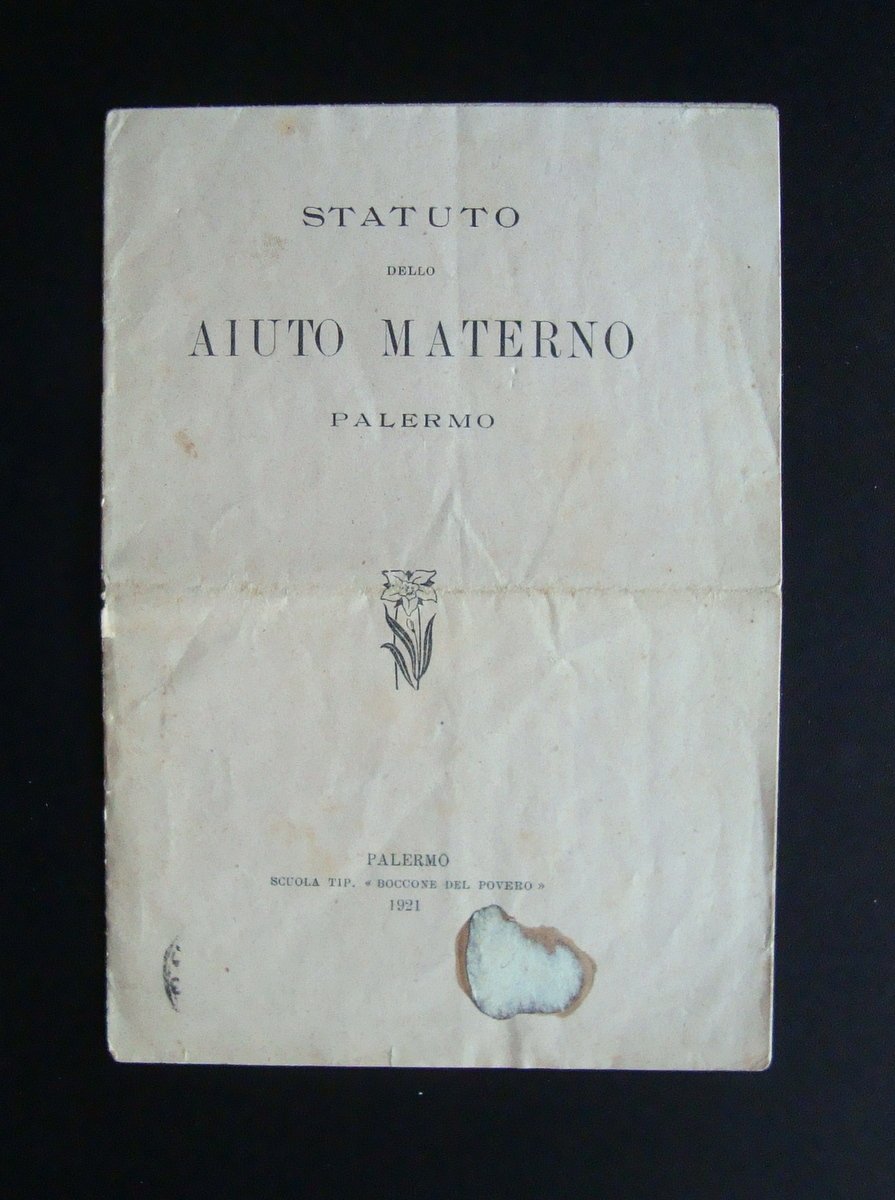 STATUTO
DELLO
AIUTO MATERNO
PALERMO
PALERMO
SCUOLA TIP. « BOCCONE DEL POVERO »
1921